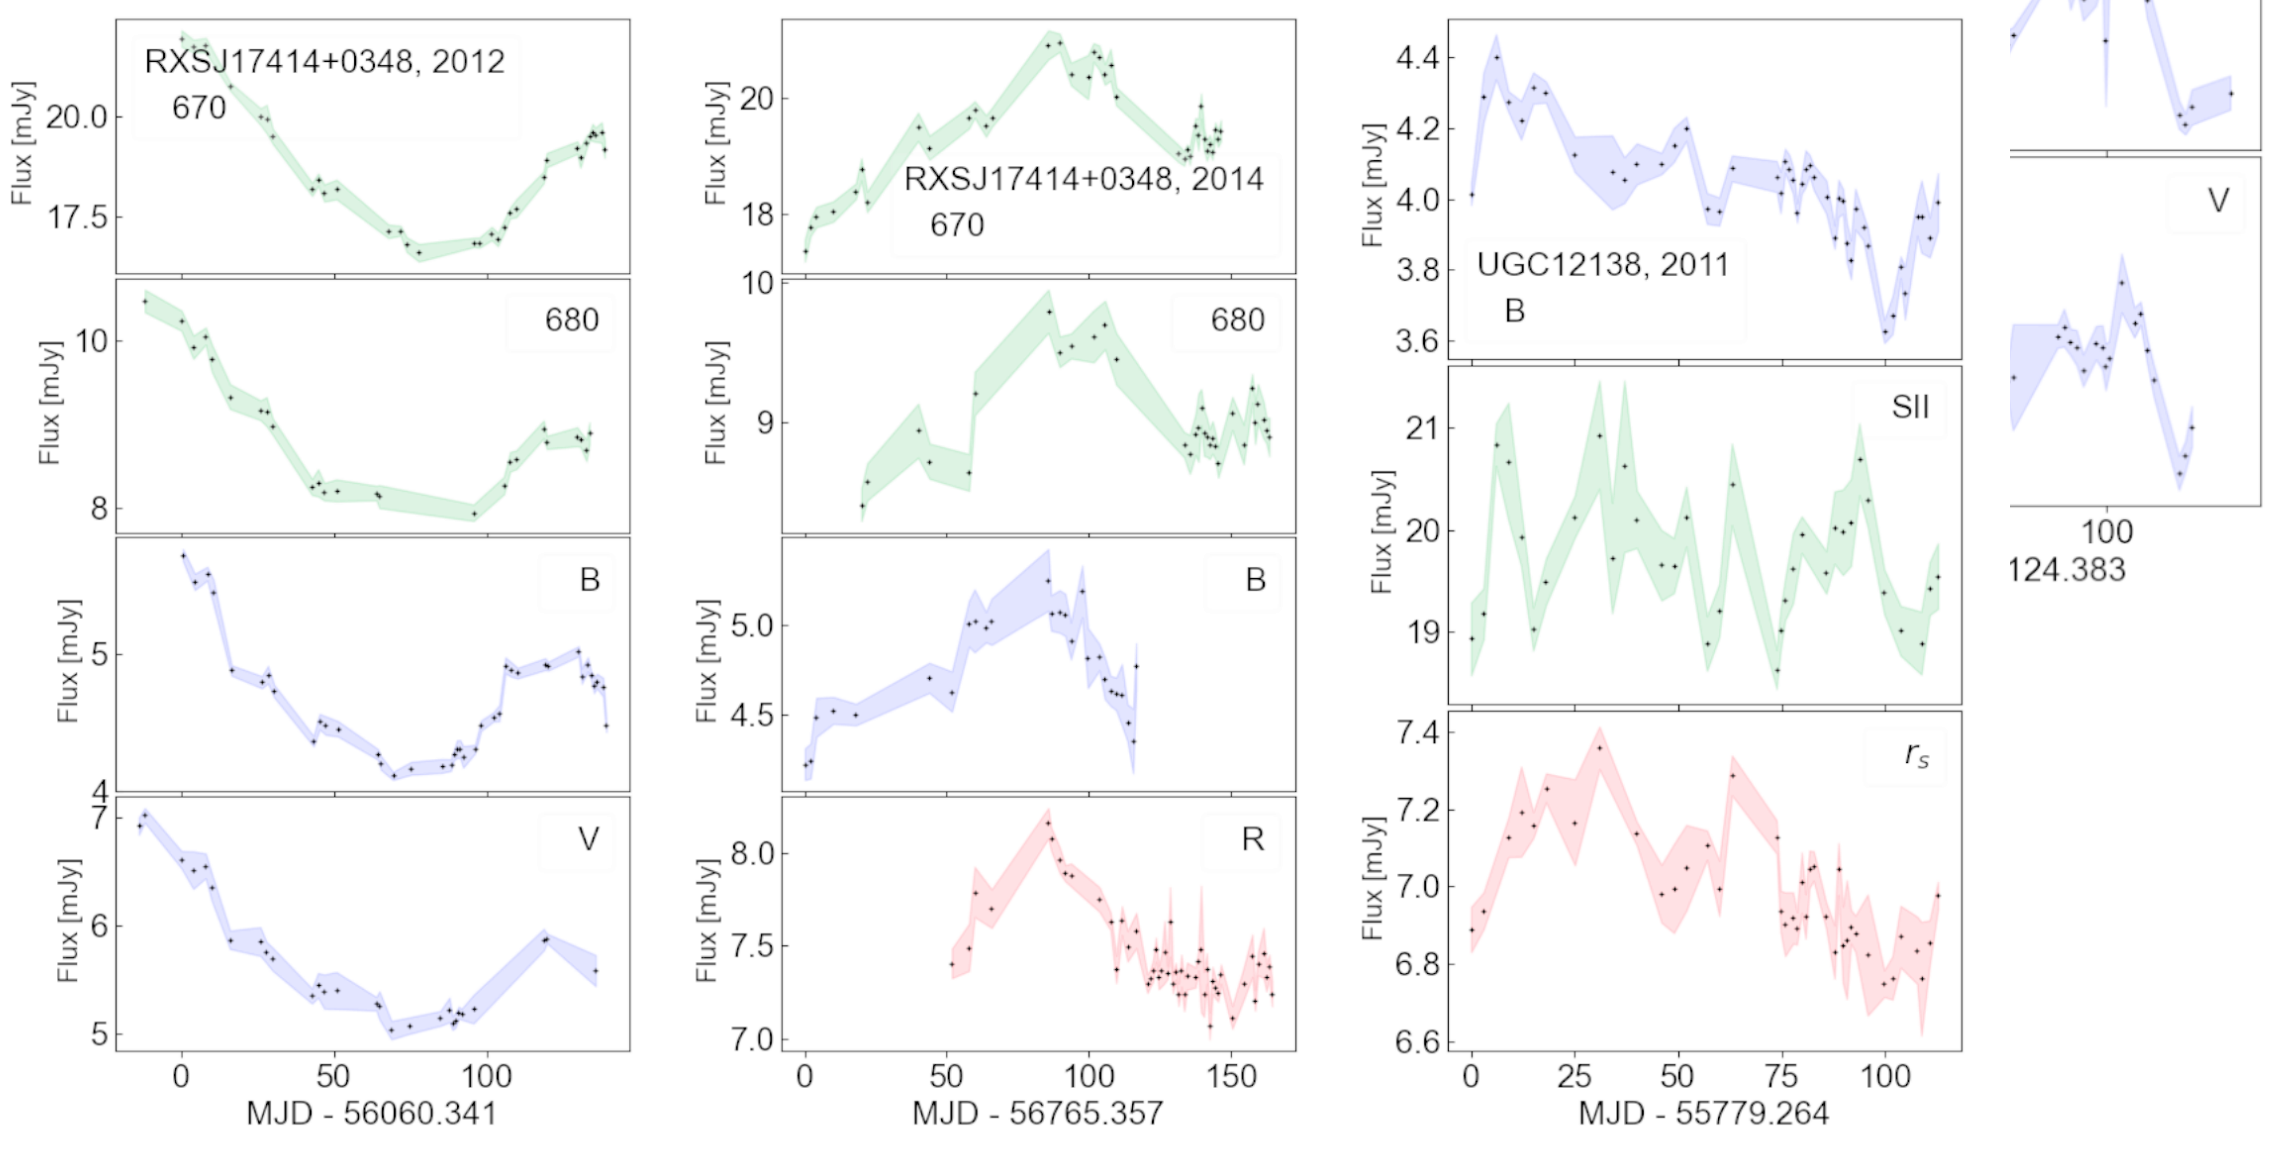 RXSJ17414+0348, 2012
670
Flux [mJy]
20.0
17.5
680
Flux [mJy]
10
8
B
Flux [mJy]
5
4
V
Flux [mJy]
7
6
5
0 50 100
MJD - 56060.341
Flux [mJy]
20
18
RXSJ17414+0348, 2014
670
680
Flux [mJy]
10
9
B
Flux [mJy]
5.0
4.5
R
Flux [mJy]
8.0
7.5
7.0
0 50 100 150
MJD - 56765.357
Flux [mJy]
4.4
4.2
4.0
3.8
3.6
UGC12138, 2011
B
SII
Flux [mJy]
21
20
19
r_s
Flux [mJy]
7.4
7.2
7.0
6.8
6.6
0 25 50 75 100
MJD - 55779.264
V
100
124.383